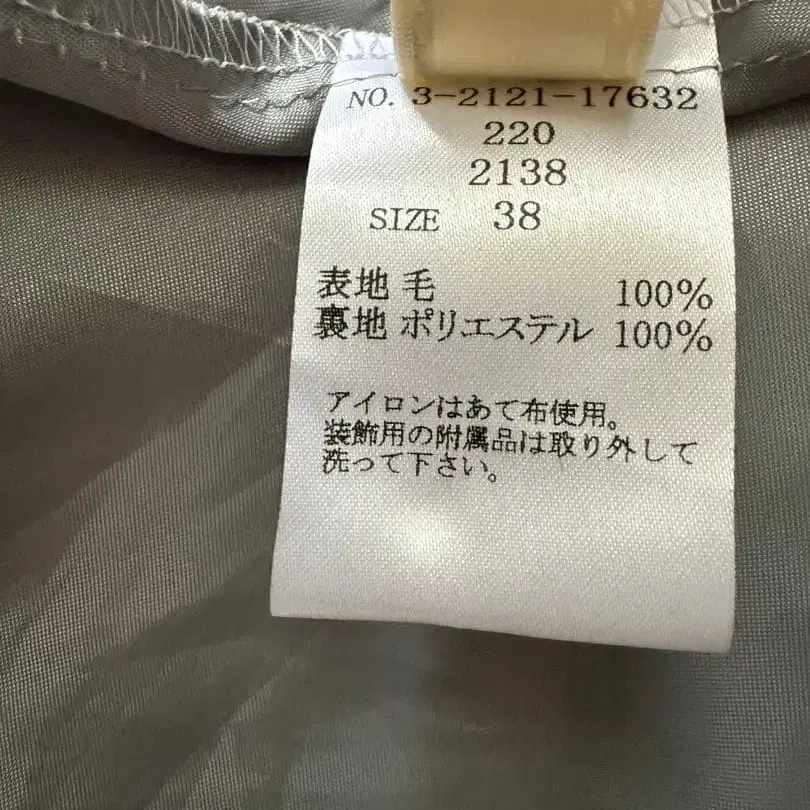 NO. 3-2121-17632
220
2138
SIZE 38
表地 毛 100%
裏地 ポリエステル 100%
アイロンはあて布使用。
装飾用の附属品は取り外して
洗って下さい。